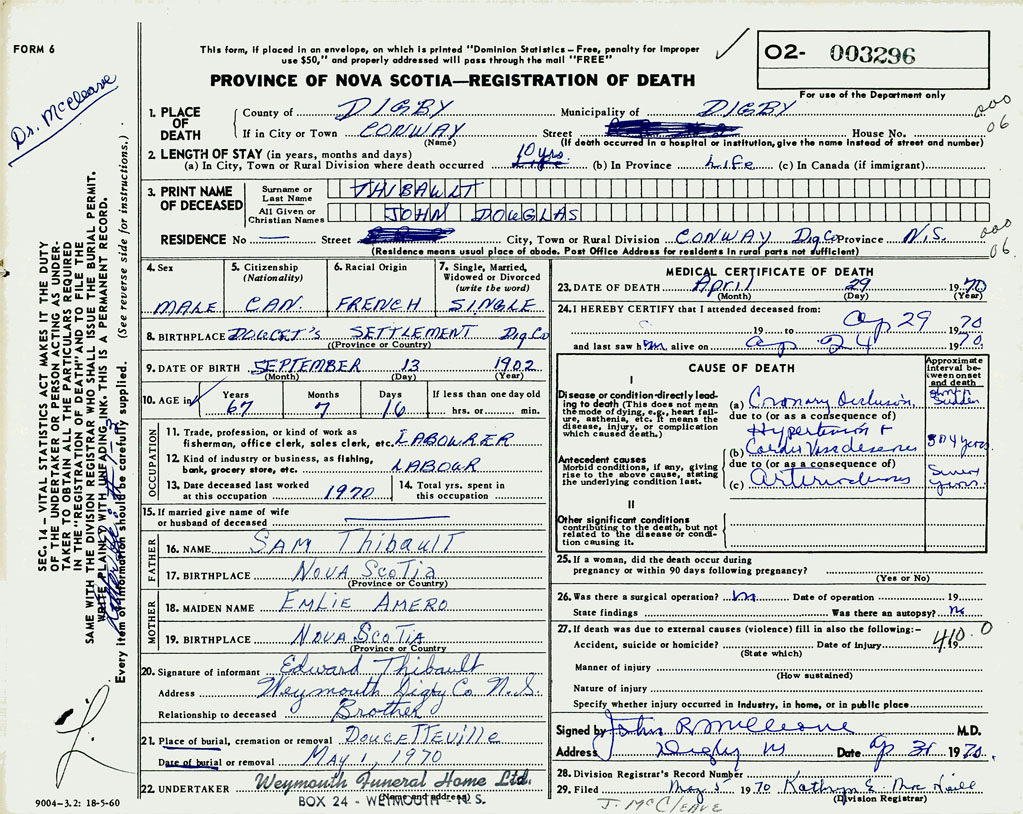 FORM 6
This form, if placed in an envelope, on which is printed "Dominion Statistics – Free, penalty for improper
use $50," and properly addressed will pass through the mail "FREE"
O2- 003296
For use of the Department only
PROVINCE OF NOVA SCOTIA—REGISTRATION OF DEATH
Dr. McCleave
1. PLACE OF DEATH
County of DIGBY Municipality of DIGBY
000
06
If in City or Town CONWAY Street House No.
(Name) (If death occurred in a hospital or institution, give the name instead of street and number)
2. LENGTH OF STAY (in years, months and days)
(a) In City, Town or Rural Division where death occurred 10 yrs. (b) In Province Life (c) In Canada (if immigrant)
3. PRINT NAME OF DECEASED
Surname or Last Name THIBAULT
All Given or Christian Names JOHN DOUGLAS
RESIDENCE No — Street City, Town or Rural Division CONWAY Dig Co Province N.S.
000
06
(Residence means usual place of abode. Post Office Address for residents in rural parts not sufficient)
4. Sex MALE
5. Citizenship (Nationality) CAN.
6. Racial Origin FRENCH
7. Single, Married, Widowed or Divorced (write the word) SINGLE
8. BIRTHPLACE DOUCET'S SETTLEMENT Dig Co
(Province or Country)
9. DATE OF BIRTH SEPTEMBER 13 1902
(Month) (Day) (Year)
10. AGE in Years 67 Months 7 Days 16 If less than one day old hrs. or min.
OCCUPATION
11. Trade, profession, or kind of work as
fisherman, office clerk, sales clerk, etc. LABOURER
12. Kind of industry or business, as fishing,
bank, grocery store, etc. LABOUR
13. Date deceased last worked
at this occupation 1970
14. Total yrs. spent in
this occupation
15. If married give name of wife
or husband of deceased
FATHER
16. NAME SAM Thibault
17. BIRTHPLACE NOVA SCOTIA
(Province or Country)
MOTHER
18. MAIDEN NAME EMLIE AMERO
19. BIRTHPLACE NOVA SCOTIA
(Province or Country)
20. Signature of informant Edward Thibault
Address Weymouth Digby Co N.S.
Relationship to deceased Brother
21. Place of burial, cremation or removal DOUCETTEVILLE
Date of burial or removal MAY 1, 1970
22. UNDERTAKER Weymouth Funeral Home Ltd.
(Name and address)
BOX 24 - WEYMOUTH N. S.
MEDICAL CERTIFICATE OF DEATH
23. DATE OF DEATH April 29 1970
(Month) (Day) (Year)
24. I HEREBY CERTIFY that I attended deceased from:
19 to Ap 29 1970
and last saw him alive on Ap 24 1970
CAUSE OF DEATH
Approximate interval between onset and death
I
Disease or condition directly leading to death (This does not mean the mode of dying, e.g., heart failure, asthenia, etc. It means the disease, injury, or complication which caused death.)
(a) Coronary Occlusion Sudden
due to (or as a consequence of)
Hypertension +
(b) 3 or 4 years
Antecedent causes
Morbid conditions, if any, giving rise to the above cause, stating the underlying condition last.
due to (or as a consequence of)
(c) years
II
Other significant conditions
contributing to the death, but not related to the disease or condition causing it.
25. If a woman, did the death occur during
pregnancy or within 90 days following pregnancy?
(Yes or No)
26. Was there a surgical operation? no Date of operation 19
State findings Was there an autopsy? No
27. If death was due to external causes (violence) fill in also the following:–
410.0
Accident, suicide or homicide? Date of injury 19
(State which)
Manner of injury
(How sustained)
Nature of injury
Specify whether injury occurred in industry, in home, or in public place
Signed by John R McCleave M.D.
Address Digby NS Date 1970
28. Division Registrar's Record Number
29. Filed May 5 1970 Kathryn E. MacNeill
(Division Registrar)
J. McCLEAVE
SEC. 14 – VITAL STATISTICS ACT MAKES IT THE DUTY
OF THE UNDERTAKER OR PERSON ACTING AS UNDER-
TAKER TO OBTAIN ALL THE PARTICULARS REQUIRED
IN THE "REGISTRATION OF DEATH" AND TO FILE THE
SAME WITH THE DIVISION REGISTRAR WHO SHALL ISSUE THE BURIAL PERMIT.
WRITE PLAINLY WITH UNFADING INK. THIS IS A PERMANENT RECORD.
Every item of information should be carefully supplied. (See reverse side for instructions.)
9004-3.2: 18-5-60